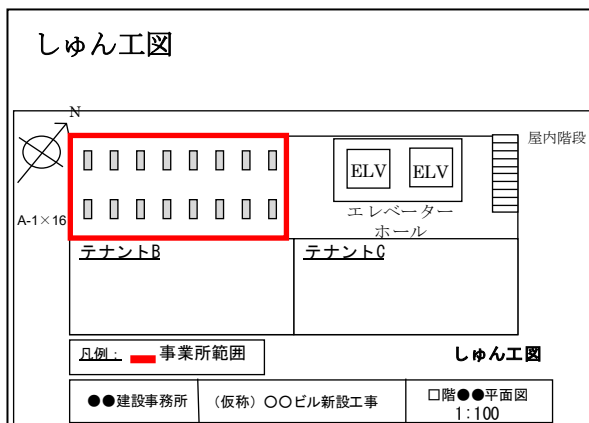 しゅん工図
N
屋内階段
ELV ELV
A-1×16
エレベーター
ホール
テナントB テナントC
凡例： 事業所範囲
しゅん工図
●●建設事務所 （仮称）〇〇ビル新設工事 □階●●平面図
1:100